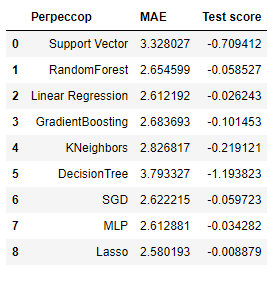 Perpeccop MAE Test score
0 Support Vector 3.328027 -0.709412
1 RandomForest 2.654599 -0.058527
2 Linear Regression 2.612192 -0.026243
3 GradientBoosting 2.683693 -0.101453
4 KNeighbors 2.826817 -0.219121
5 DecisionTree 3.793327 -1.193823
6 SGD 2.622215 -0.059723
7 MLP 2.612881 -0.034282
8 Lasso 2.580193 -0.008879